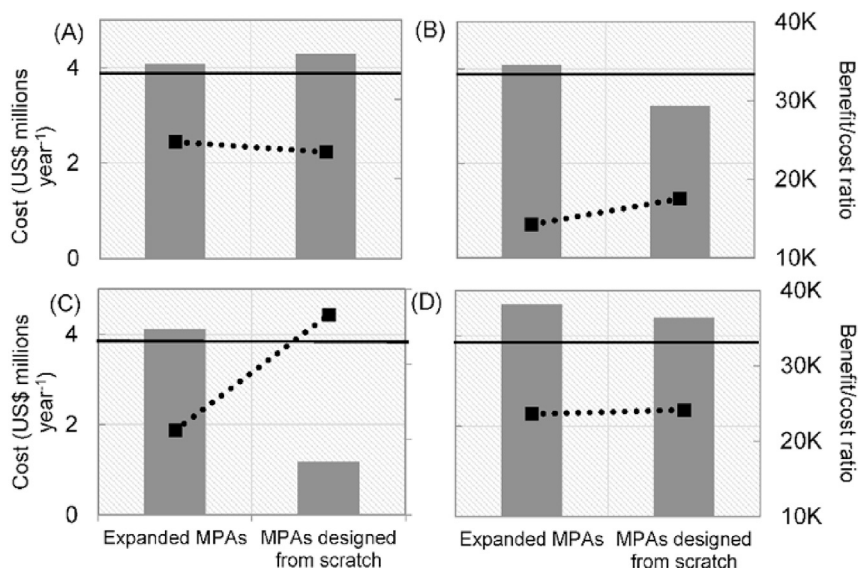 (A)
(B)
Cost (US$ millions
year⁻¹)
4
2
0
40K
30K
20K
10K
Benefit/cost ratio
(C)
(D)
Cost (US$ millions
year⁻¹)
4
2
0
40K
30K
20K
10K
Benefit/cost ratio
Expanded MPAs
MPAs designed
from scratch
Expanded MPAs
MPAs designed
from scratch